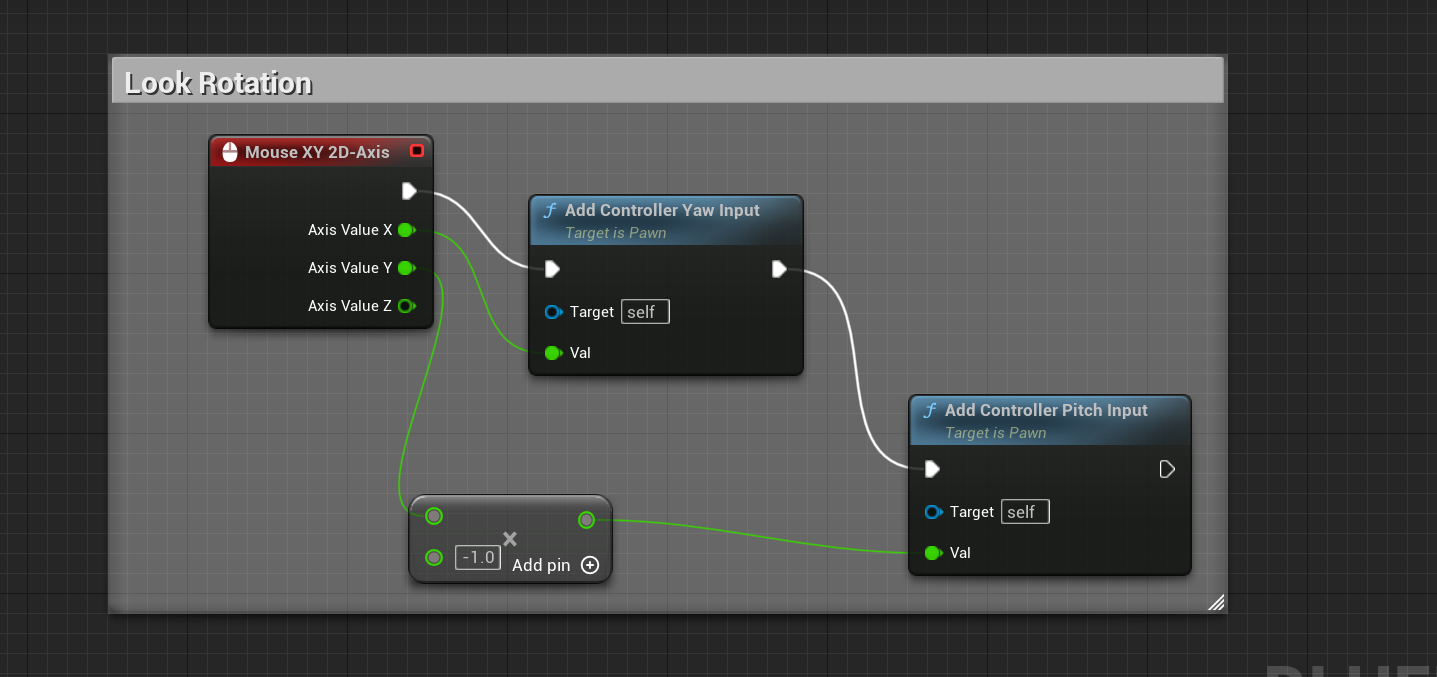 Look Rotation
Mouse XY 2D-Axis
Axis Value X
Axis Value Y
Axis Value Z
Add Controller Yaw Input
Target is Pawn
Target self
Val
Add Controller Pitch Input
Target is Pawn
Target self
Val
-1.0
Add pin